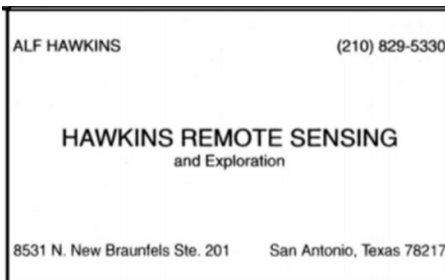 ALF HAWKINS (210) 829-5330
HAWKINS REMOTE SENSING
and Exploration
8531 N. New Braunfels Ste. 201 San Antonio, Texas 78217